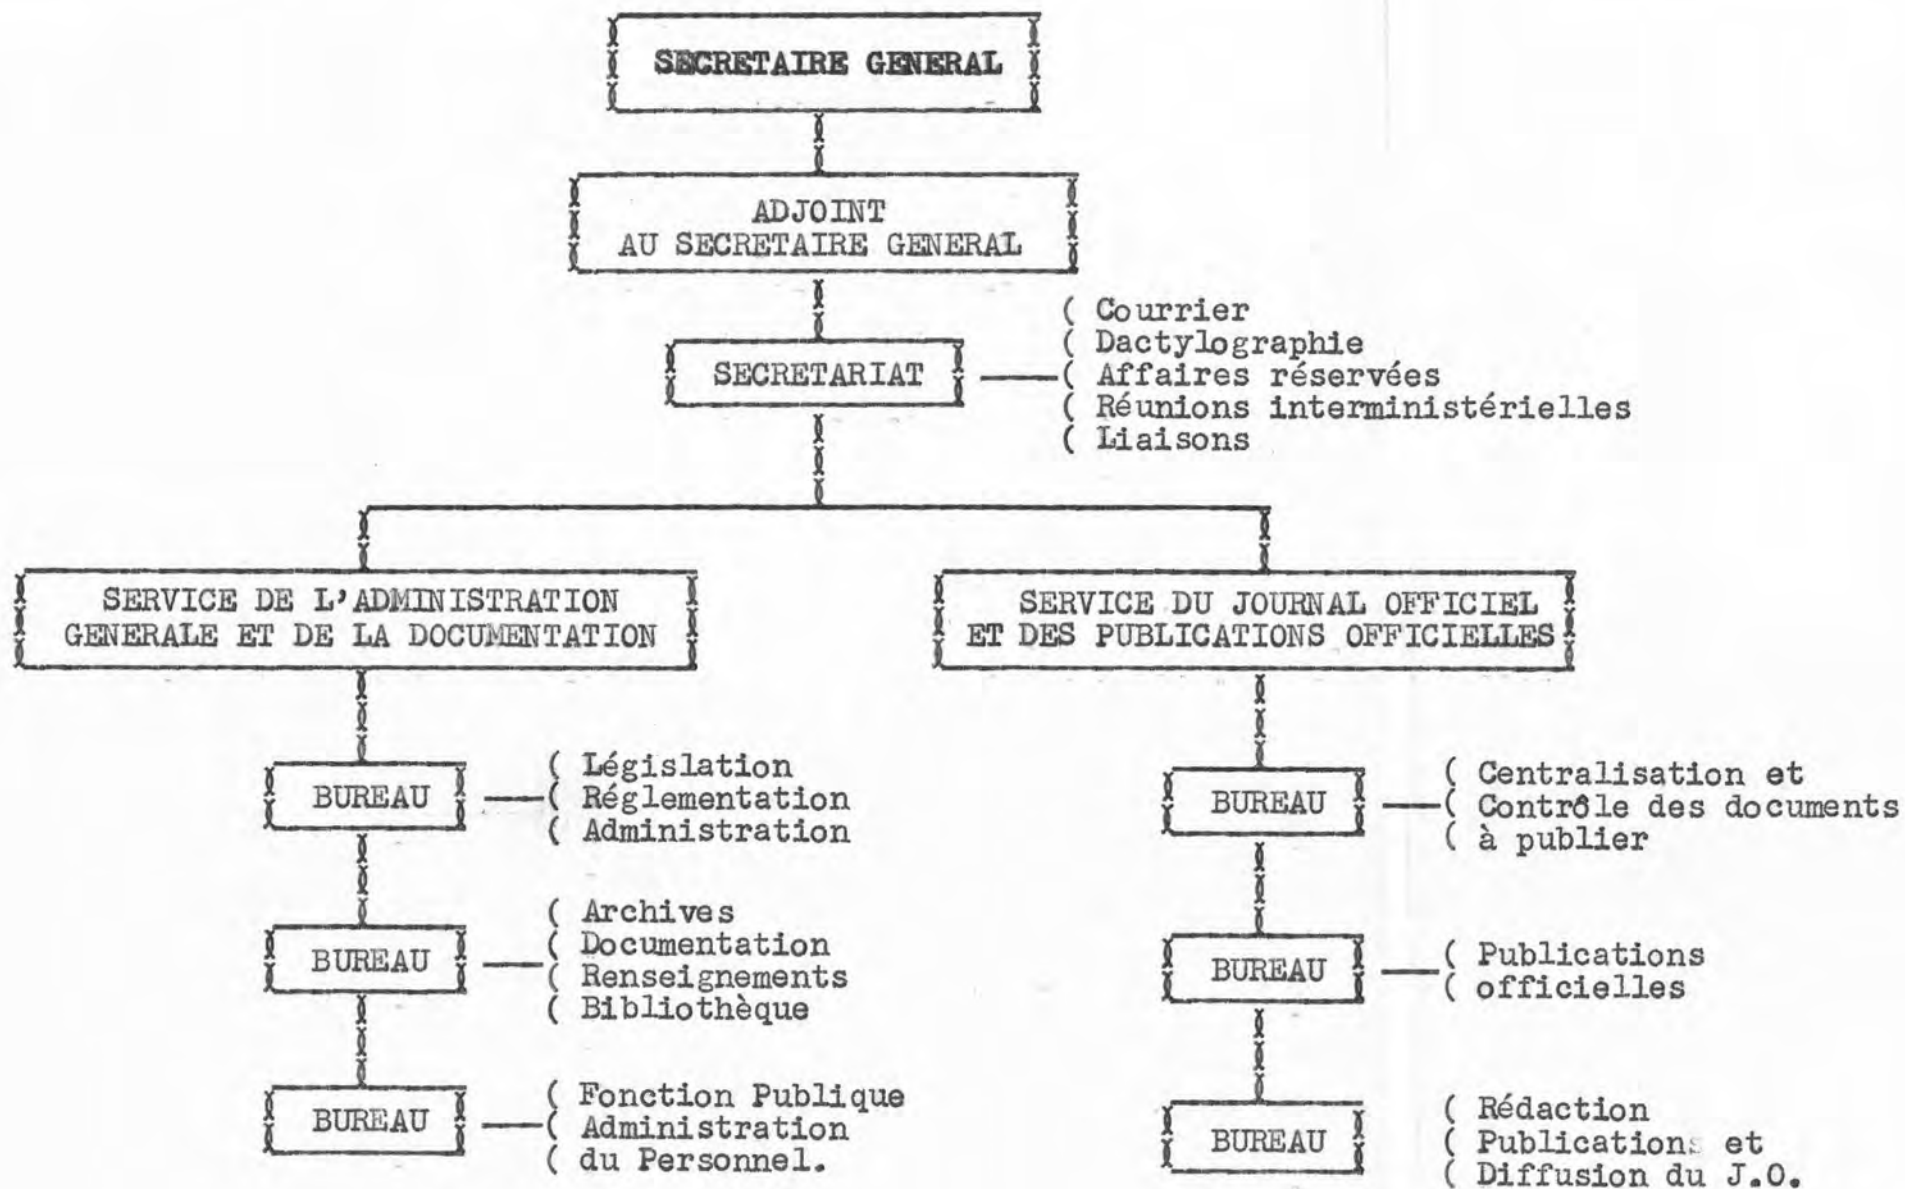 SECRETAIRE GENERAL
ADJOINT
AU SECRETAIRE GENERAL
SECRETARIAT
( Courrier
( Dactylographie
( Affaires réservées
( Réunions interministérielles
( Liaisons
SERVICE DE L'ADMINISTRATION
GENERALE ET DE LA DOCUMENTATION
BUREAU
( Législation
( Réglementation
( Administration
BUREAU
( Archives
( Documentation
( Renseignements
( Bibliothèque
BUREAU
( Fonction Publique
( Administration
( du Personnel.
SERVICE DU JOURNAL OFFICIEL
ET DES PUBLICATIONS OFFICIELLES
BUREAU
( Centralisation et
( Contrôle des documents
( à publier
BUREAU
( Publications
( officielles
BUREAU
( Rédaction
( Publications et
( Diffusion du J.O.